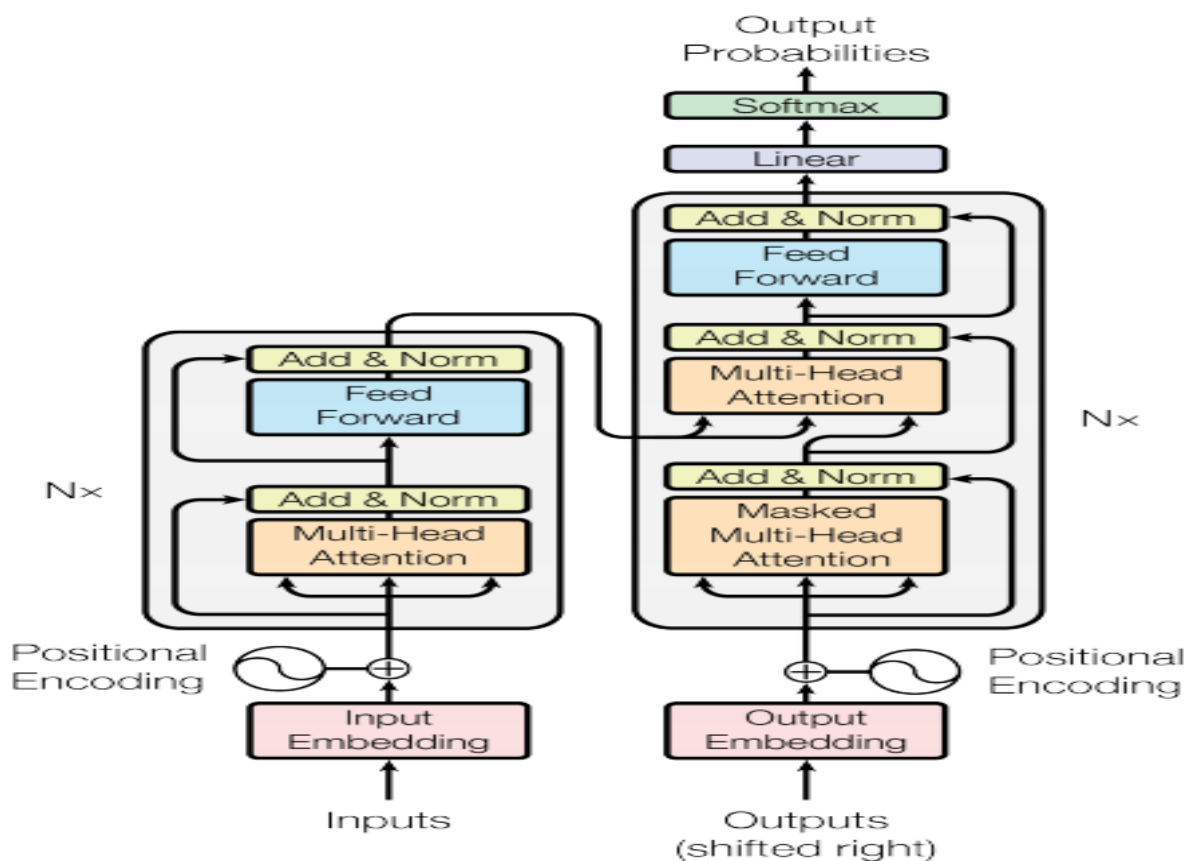 Output
Probabilities
Softmax
Linear
Add & Norm
Feed
Forward
Add & Norm
Multi-Head
Attention
Add & Norm
Masked
Multi-Head
Attention
Nx
Add & Norm
Feed
Forward
Add & Norm
Multi-Head
Attention
Nx
Positional
Encoding
Positional
Encoding
Input
Embedding
Output
Embedding
Inputs
Outputs
(shifted right)